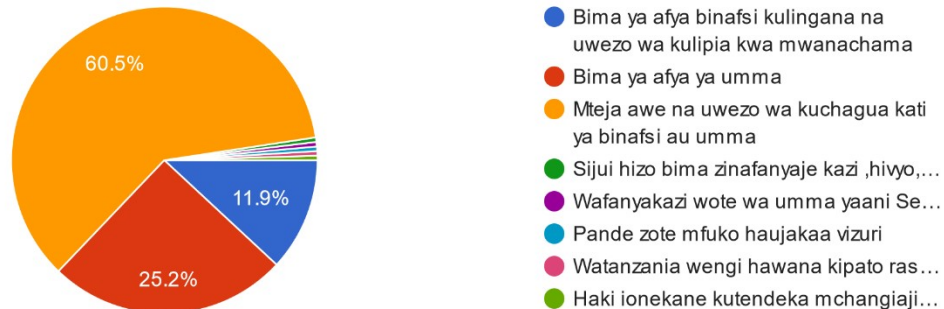 60.5%
11.9%
25.2%
Bima ya afya binafsi kulingana na
uwezo wa kulipia kwa mwanachama
Bima ya afya ya umma
Mteja awe na uwezo wa kuchagua kati
ya binafsi au umma
Sijui hizo bima zinafanyaje kazi ,hivyo,…
Wafanyakazi wote wa umma yaani Se…
Pande zote mfuko haujakaa vizuri
Watanzania wengi hawana kipato ras…
Haki ionekane kutendeka mchangiaji…